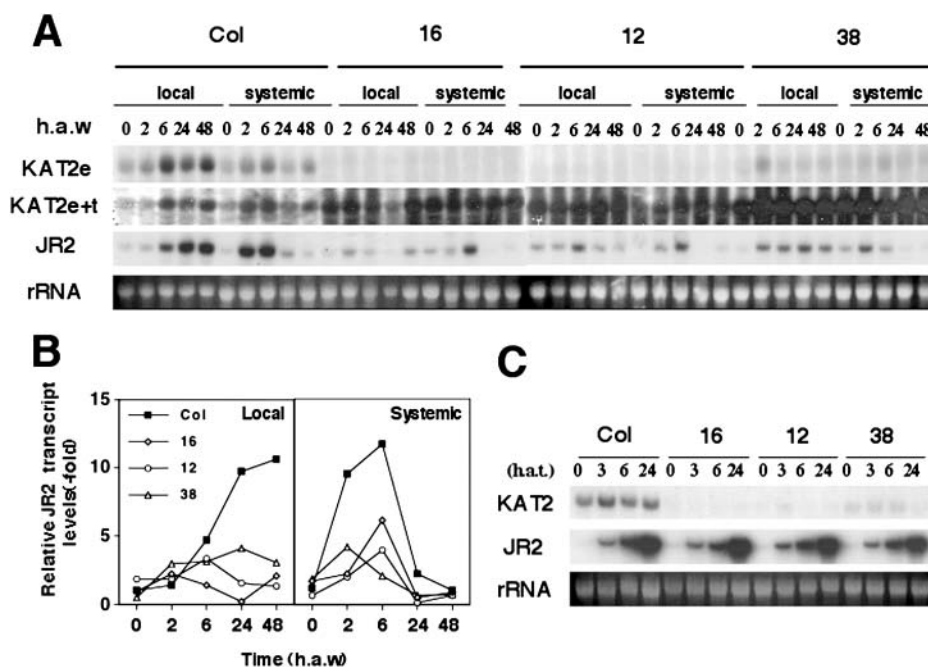 A
Col 16 12 38
local systemic local systemic local systemic local systemic
h.a.w 0 2 6 24 48 0 2 6 24 48 0 2 6 24 48 0 2 6 24 48 0 2 6 24 48 0 2 6 24 48 0 2 6 24 48 0 2 6 24 48
KAT2e
KAT2e+t
JR2
rRNA
B
Relative JR2 transcript
levels(-fold)
15
10
5
0
Col
16
12
38
Local
Systemic
0 2 6 24 48 0 2 6 24 48
Time (h.a.w)
C
Col 16 12 38
(h.a.t.) 0 3 6 24 0 3 6 24 0 3 6 24 0 3 6 24
KAT2
JR2
rRNA